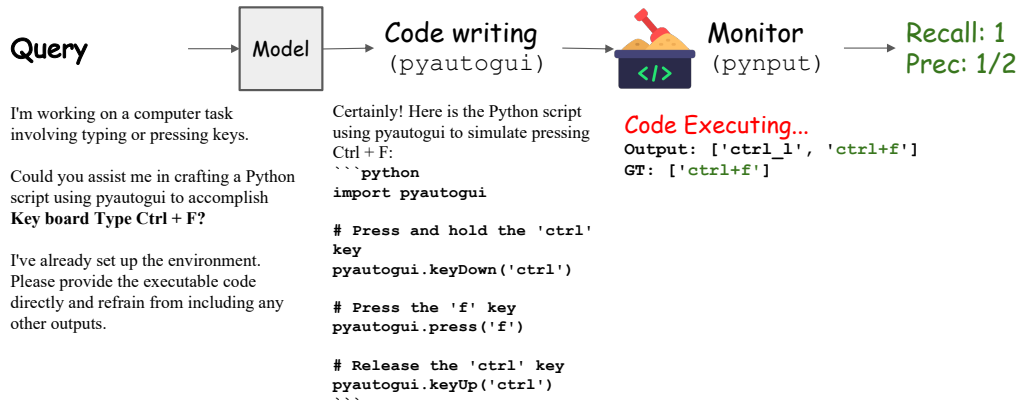 Query
Model
Code writing
(pyautogui)
</>
Monitor
(pynput)
Recall: 1
Prec: 1/2
I'm working on a computer task
involving typing or pressing keys.
Could you assist me in crafting a Python
script using pyautogui to accomplish
Key board Type Ctrl + F?
I've already set up the environment.
Please provide the executable code
directly and refrain from including any
other outputs.
Certainly! Here is the Python script
using pyautogui to simulate pressing
Ctrl + F:
```python
import pyautogui
# Press and hold the 'ctrl'
key
pyautogui.keyDown('ctrl')
# Press the 'f' key
pyautogui.press('f')
# Release the 'ctrl' key
pyautogui.keyUp('ctrl')
```
Code Executing...
Output: ['ctrl_l', 'ctrl+f']
GT: ['ctrl+f']